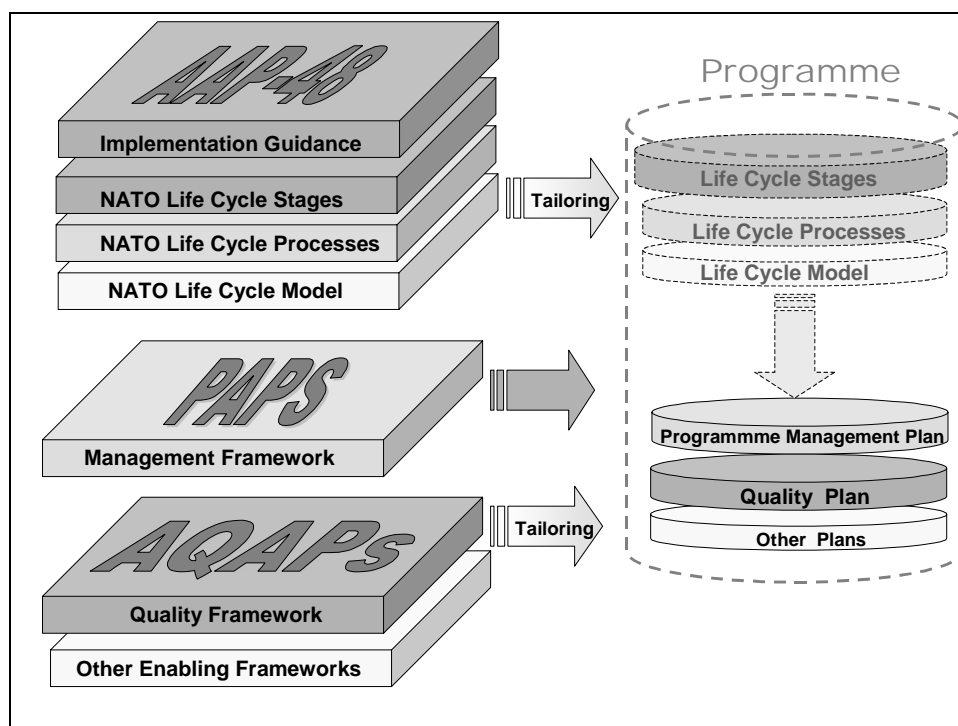 AAP-48
Implementation Guidance
NATO Life Cycle Stages
NATO Life Cycle Processes
NATO Life Cycle Model
Tailoring
PAPS
Management Framework
AQAPs
Quality Framework
Other Enabling Frameworks
Tailoring
Programme
Life Cycle Stages
Life Cycle Processes
Life Cycle Model
Programmme Management Plan
Quality Plan
Other Plans